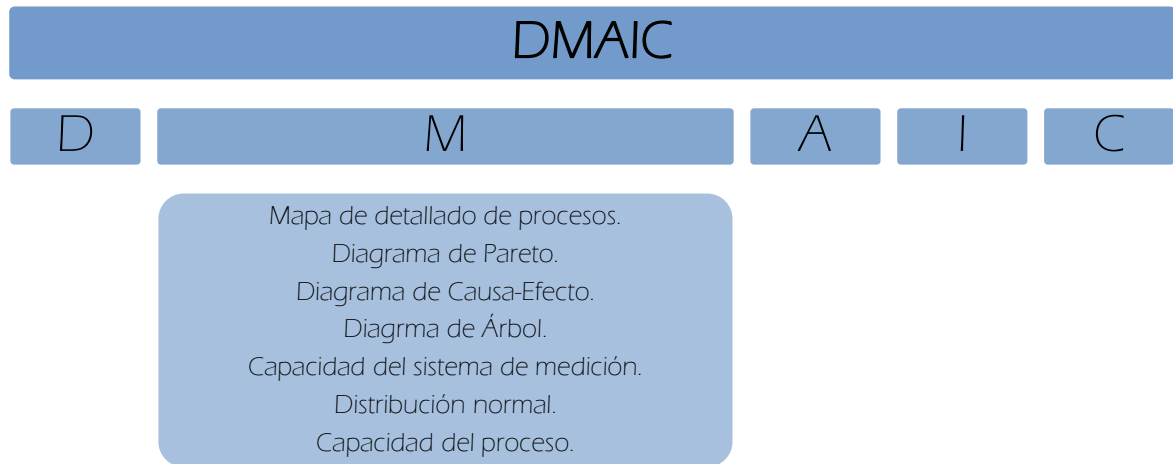 DMAIC
D M A I C
Mapa de detallado de procesos.
Diagrama de Pareto.
Diagrama de Causa-Efecto.
Diagrma de Árbol.
Capacidad del sistema de medición.
Distribución normal.
Capacidad del proceso.